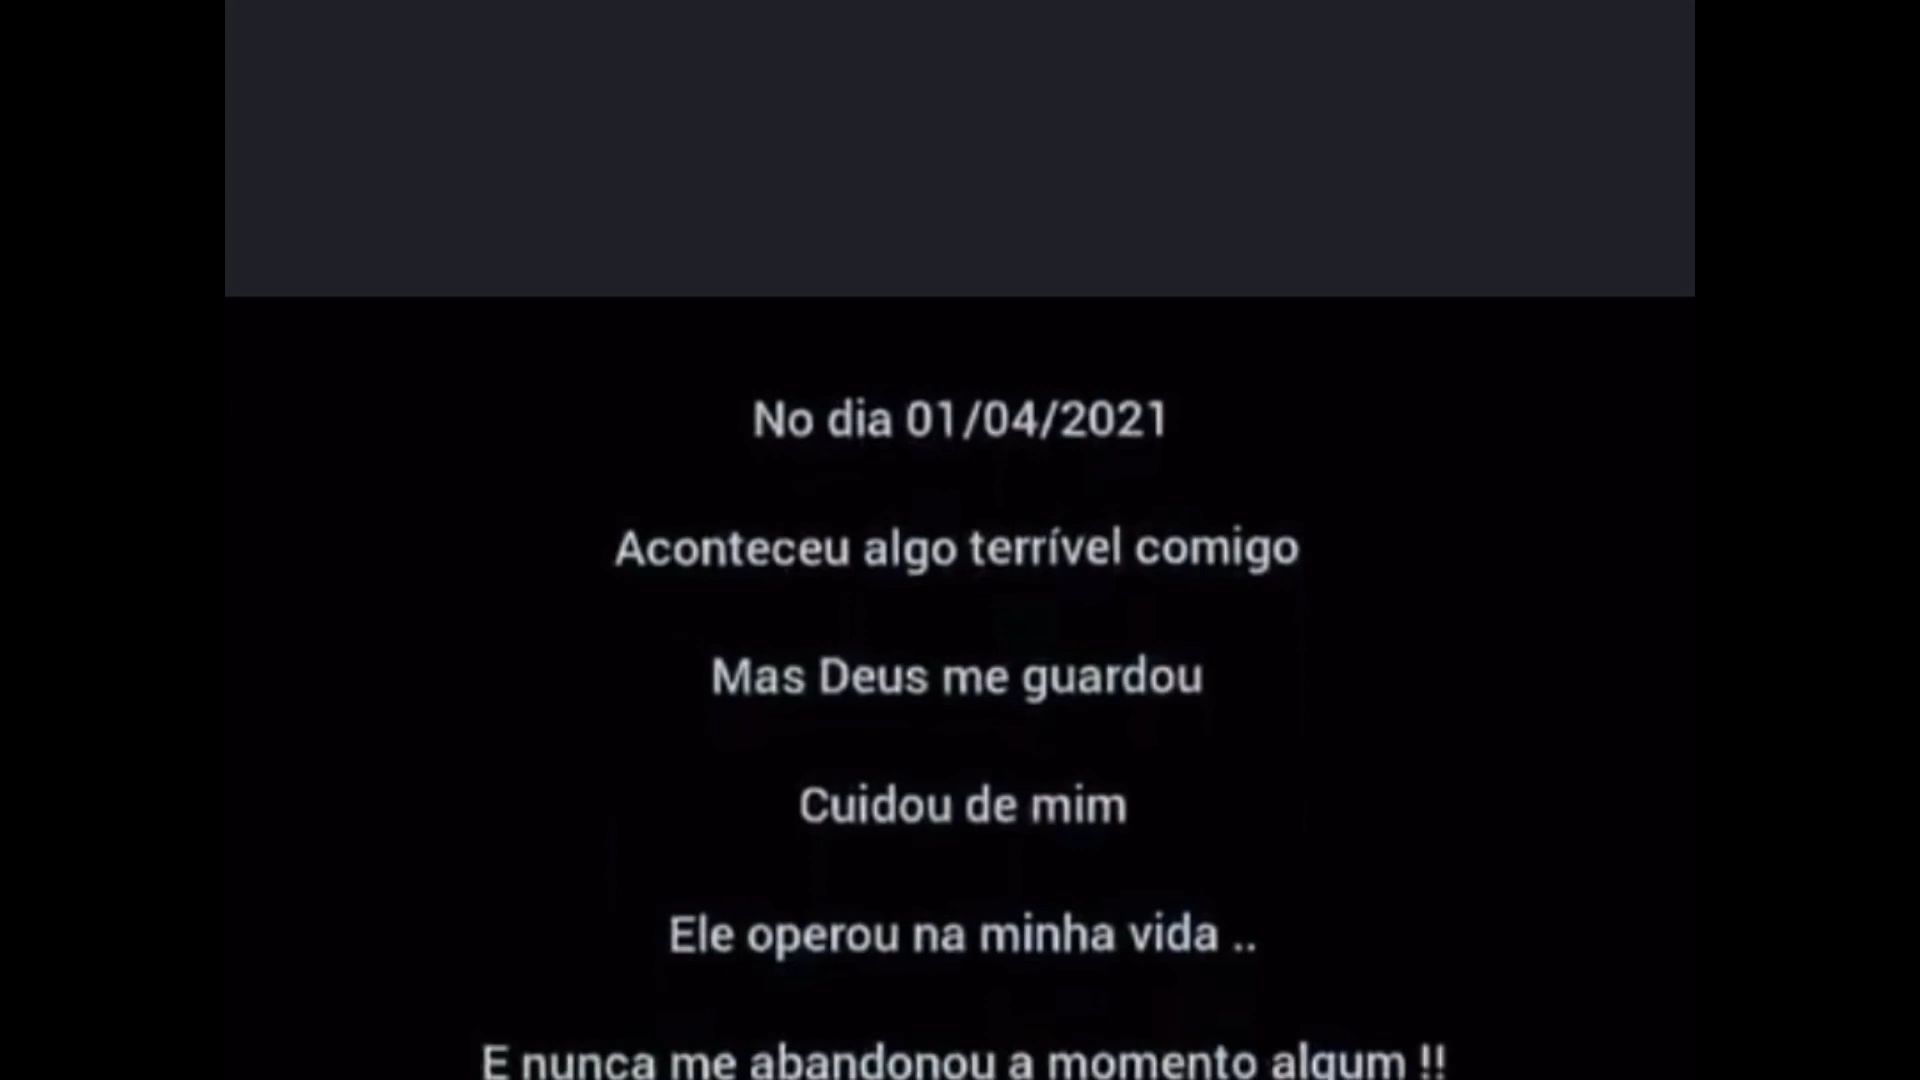 No dia 01/04/2021
Aconteceu algo terrível comigo
Mas Deus me guardou
Cuidou de mim
Ele operou na minha vida ..
E nunca me abandonou a momento algum !!